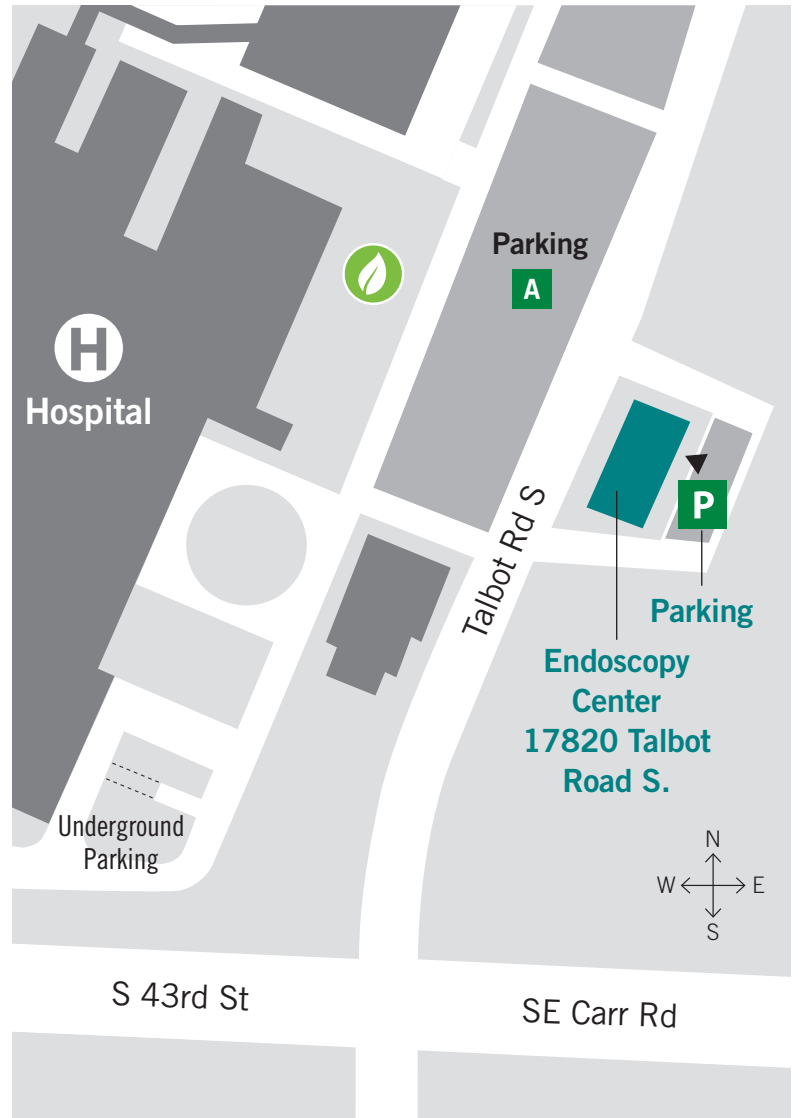 Parking
A
H
Hospital
Talbot Rd S
P
Parking
Endoscopy
Center
17820 Talbot
Road S.
Underground
Parking
N
W E
S
S 43rd St
SE Carr Rd